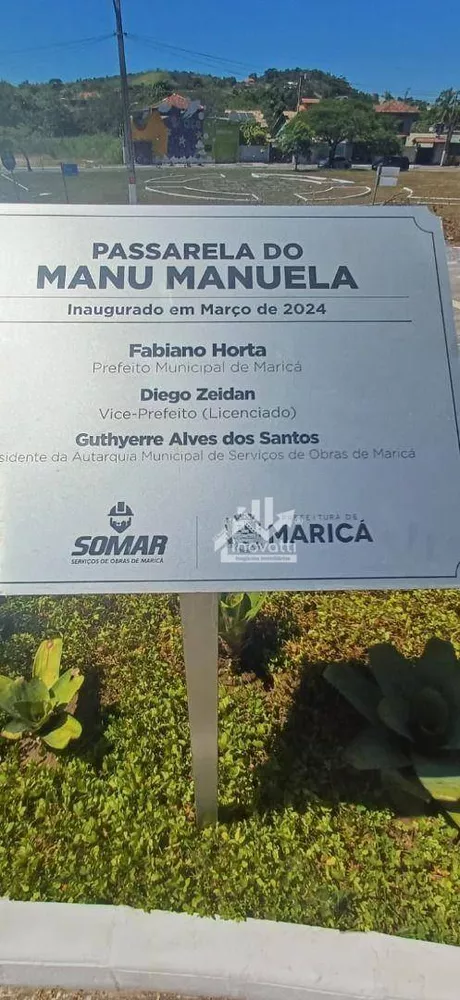 PASSARELA DO
MANU MANUELA
Inaugurado em Março de 2024
Fabiano Horta
Prefeito Municipal de Maricá
Diego Zeidan
Vice-Prefeito (Licenciado)
Guthyerre Alves dos Santos
sidente da Autarquia Municipal de Serviços de Obras de Maricá
SOMAR
SERVIÇOS DE OBRAS DE MARICÁ
PREFEITURA DE
MARICÁ
inovatti